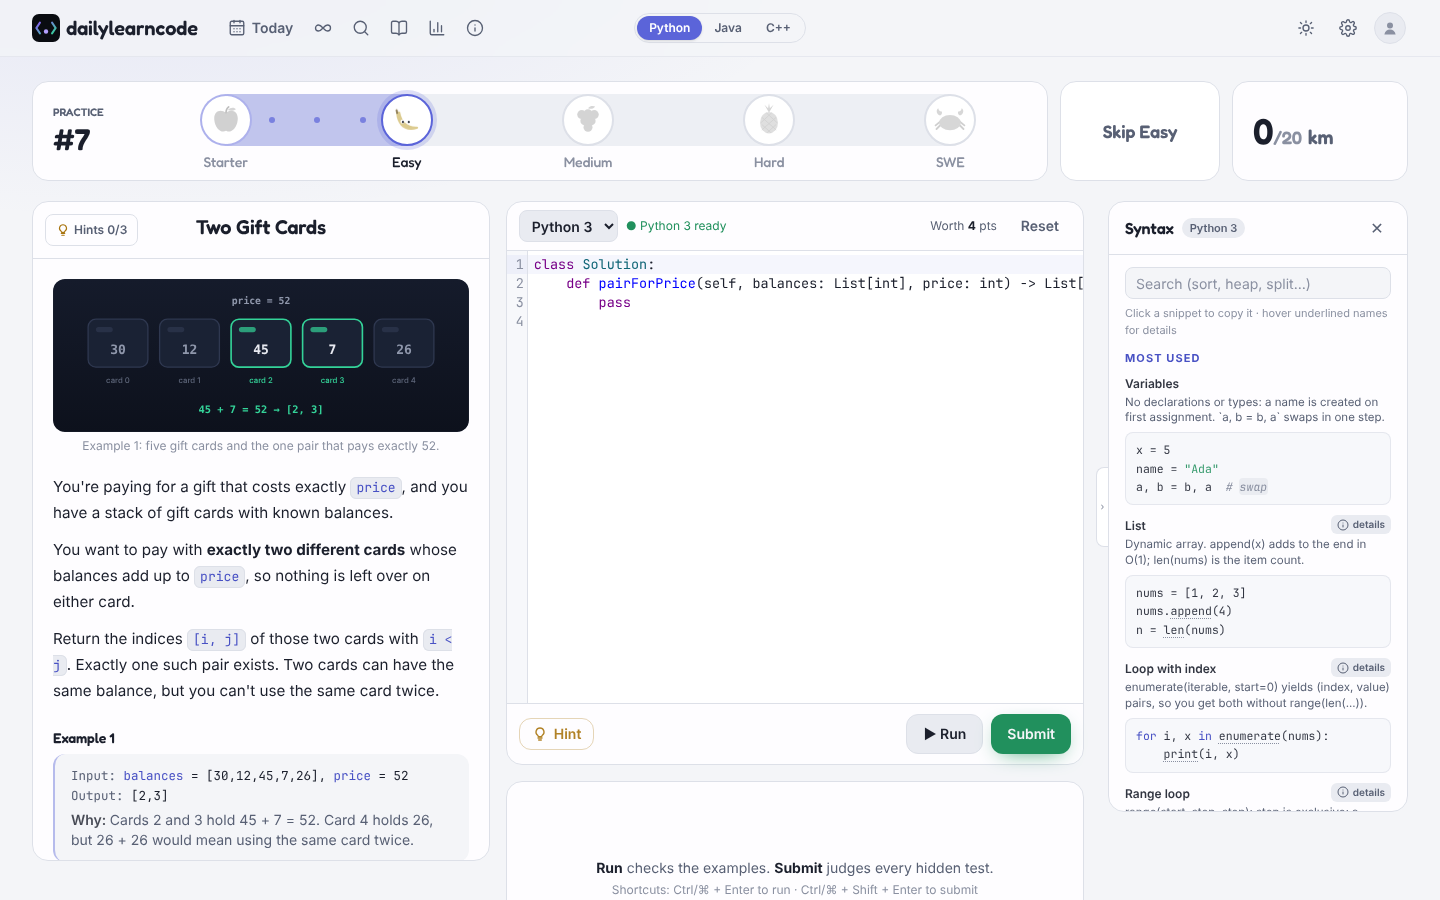 dailylearncode
Today
Python
Java
C++
PRACTICE
#7
Starter
Easy
Medium
Hard
SWE
Skip Easy
0/20 km
Hints 0/3
Two Gift Cards
price = 52
30
12
45
7
26
card 0
card 1
card 2
card 3
card 4
45 + 7 = 52 → [2, 3]
Example 1: five gift cards and the one pair that pays exactly 52.
You're paying for a gift that costs exactly price, and you
have a stack of gift cards with known balances.
You want to pay with exactly two different cards whose
balances add up to price, so nothing is left over on
either card.
Return the indices [i, j] of those two cards with i <
j. Exactly one such pair exists. Two cards can have the
same balance, but you can't use the same card twice.
Example 1
Input: balances = [30,12,45,7,26], price = 52
Output: [2,3]
Why: Cards 2 and 3 hold 45 + 7 = 52. Card 4 holds 26,
but 26 + 26 would mean using the same card twice.
Python 3
Python 3 ready
Worth 4 pts
Reset
1 class Solution:
2     def pairForPrice(self, balances: List[int], price: int) -> List[
3         pass
4
Hint
Run
Submit
Run checks the examples. Submit judges every hidden test.
Shortcuts: Ctrl/⌘ + Enter to run · Ctrl/⌘ + Shift + Enter to submit
Syntax
Python 3
Search (sort, heap, split...)
Click a snippet to copy it · hover underlined names
for details
MOST USED
Variables
No declarations or types: a name is created on
first assignment. `a, b = b, a` swaps in one step.
x = 5
name = "Ada"
a, b = b, a  # swap
List
details
Dynamic array. append(x) adds to the end in
O(1); len(nums) is the item count.
nums = [1, 2, 3]
nums.append(4)
n = len(nums)
Loop with index
details
enumerate(iterable, start=0) yields (index, value)
pairs, so you get both without range(len(...)).
for i, x in enumerate(nums):
    print(i, x)
Range loop
details